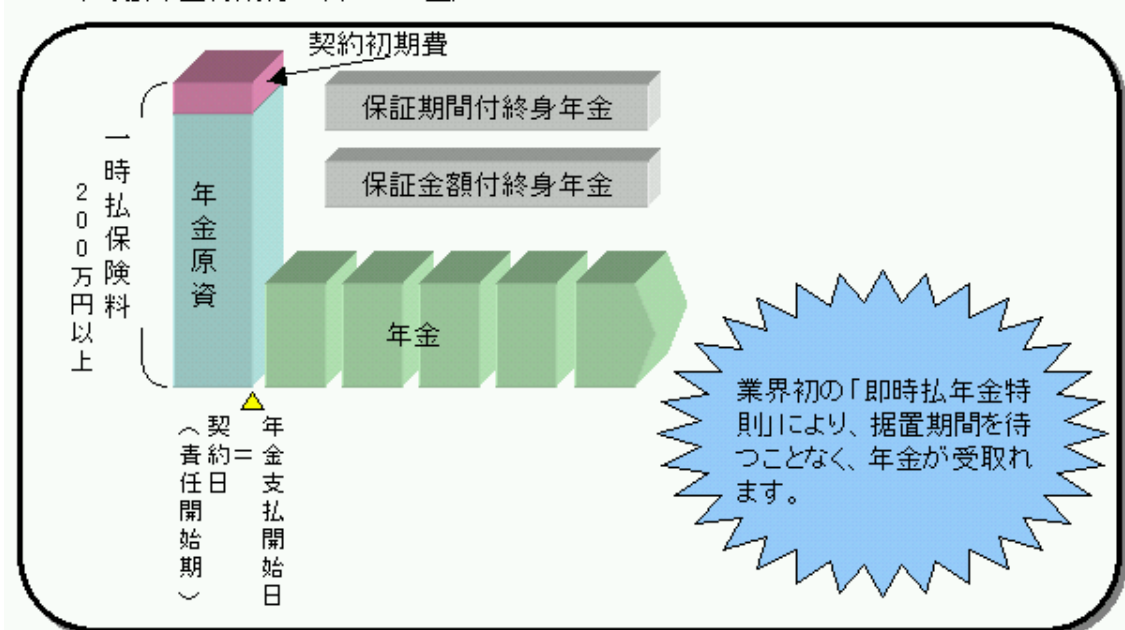 契約初期費
保証期間付終身年金
保証金額付終身年金
一時払保険料
200万円以上
年金原資
年金
業界初の「即時払年金特
則」により、据置期間を待
つことなく、年金が受取れ
ます。
契約日
(責任開始期)
=
年金支払開始日